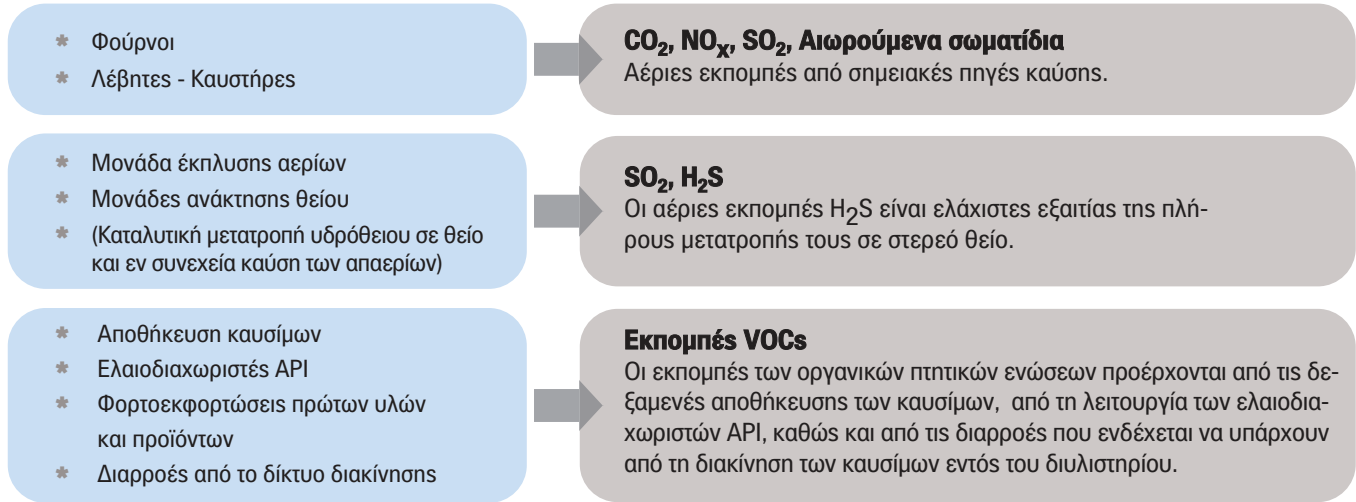 * Φούρνοι
* Λέβητες - Καυστήρες
CO₂, NOₓ, SO₂, Αιωρούμενα σωματίδια
Αέριες εκπομπές από σημειακές πηγές καύσης.
* Μονάδα έκπλυσης αερίων
* Μονάδες ανάκτησης θείου
* (Καταλυτική μετατροπή υδρόθειου σε θείο
και εν συνεχεία καύση των απαερίων)
SO₂, H₂S
Οι αέριες εκπομπές H₂S είναι ελάχιστες εξαιτίας της πλή-
ρους μετατροπής τους σε στερεό θείο.
* Αποθήκευση καυσίμων
* Ελαιοδιαχωριστές API
* Φορτοεκφορτώσεις πρώτων υλών
και προϊόντων
* Διαρροές από το δίκτυο διακίνησης
Εκπομπές VOCs
Οι εκπομπές των οργανικών πτητικών ενώσεων προέρχονται από τις δε-
ξαμενές αποθήκευσης των καυσίμων, από τη λειτουργία των ελαιοδια-
χωριστών API, καθώς και από τις διαρροές που ενδέχεται να υπάρχουν
από τη διακίνηση των καυσίμων εντός του διυλιστηρίου.